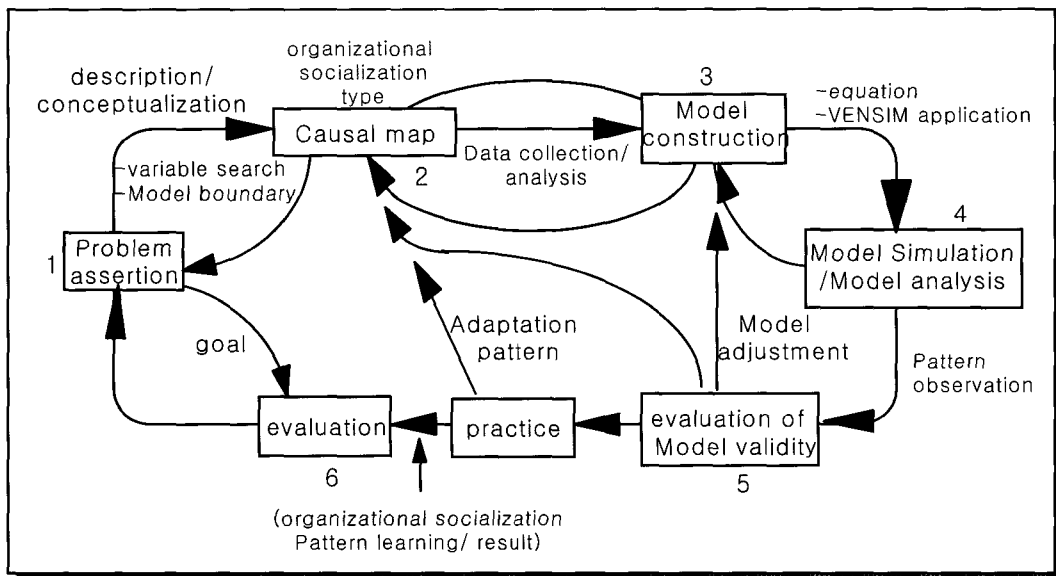 organizational
socialization
type
description/
conceptualization
3
-equation
-VENSIM application
Causal map
Model
construction
Data collection/
analysis
2
-variable search
-Model boundary
4
1
Problem
assertion
Model Simulation
/Model analysis
goal
Adaptation
pattern
Model
adjustment
Pattern
observation
evaluation
practice
evaluation of
Model validity
6
5
(organizational socialization
Pattern learning/ result)